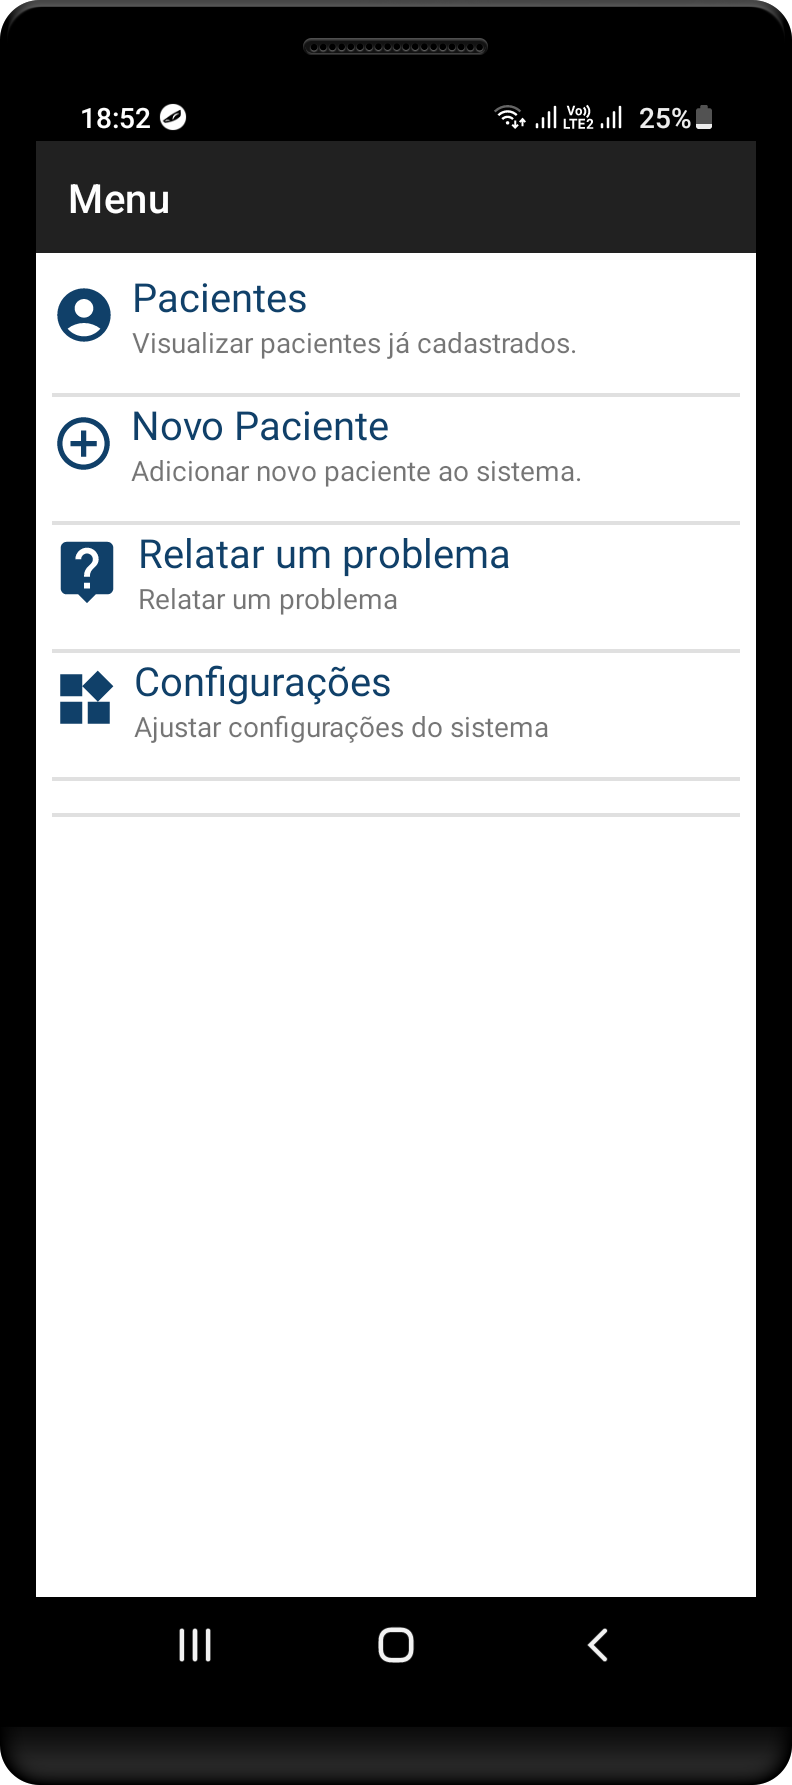 18:52 Vo)) LTE2 25%
Menu
Pacientes
Visualizar pacientes já cadastrados.
Novo Paciente
Adicionar novo paciente ao sistema.
Relatar um problema
Relatar um problema
Configurações
Ajustar configurações do sistema